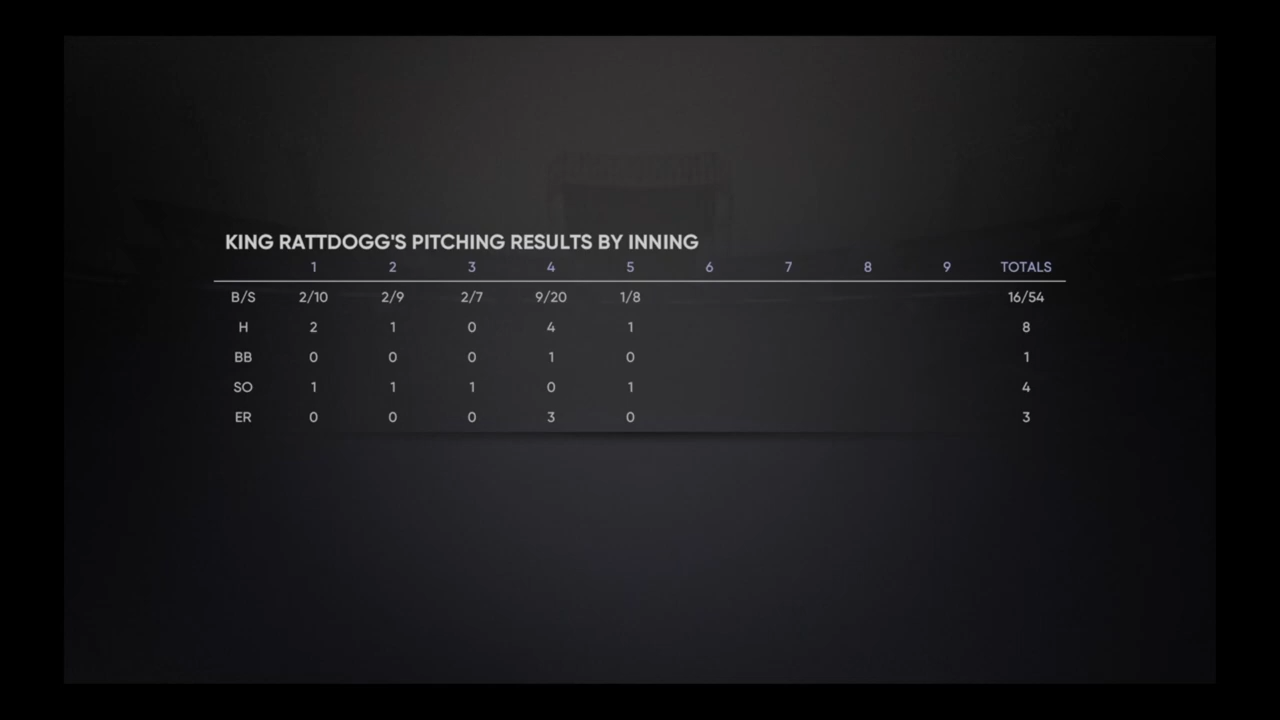 KING RATTDOGG'S PITCHING RESULTS BY INNING
1 2 3 4 5 6 7 8 9 TOTALS
B/S 2/10 2/9 2/7 9/20 1/8 16/54
H 2 1 0 4 1 8
BB 0 0 0 1 0 1
SO 1 1 1 0 1 4
ER 0 0 0 3 0 3